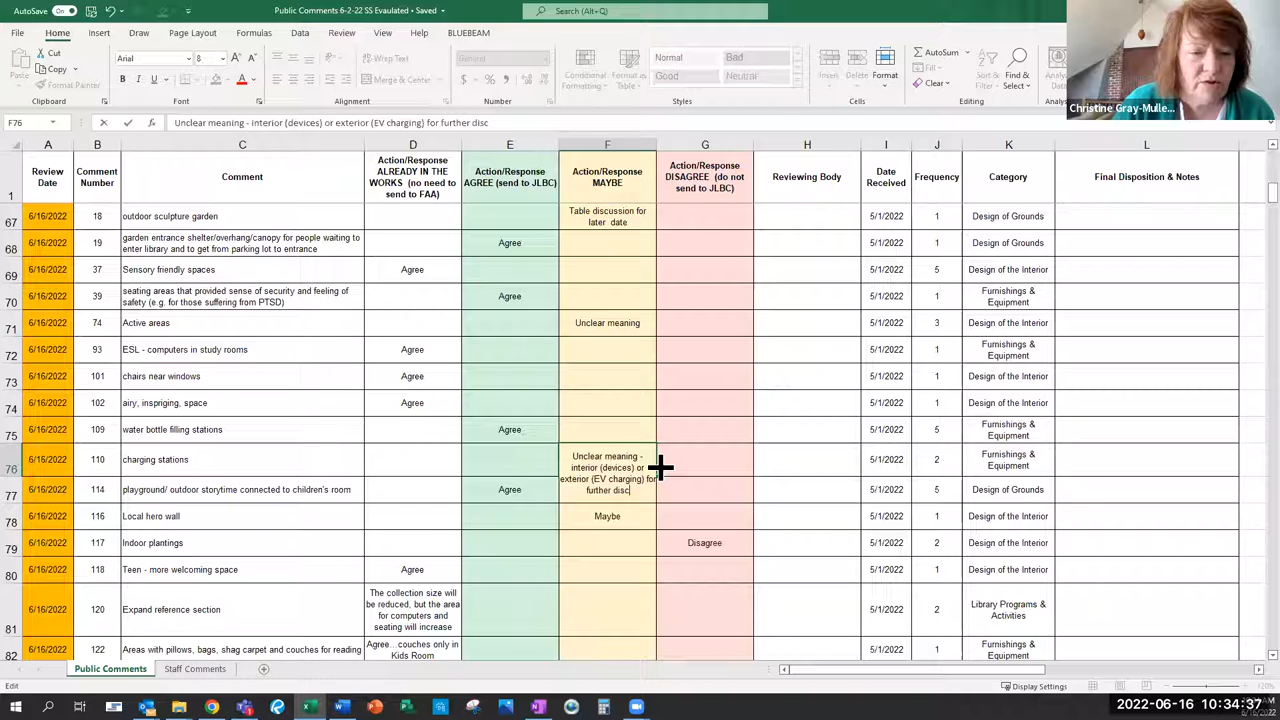 AutoSave On
Public Comments 6-2-22 SS Evaulated • Saved
Search (Alt+Q)
File Home Insert Draw Page Layout Formulas Data Review View Help BLUEBEAM
Cut
Copy
Format Painter
Paste
Arial 8
Wrap Text
Merge & Center
General
Conditional Formatting
Format as Table
Normal Bad
Good Neutral
Insert Delete Format
AutoSum
Fill
Clear
Sort & Filter
Find & Select
Clipboard Font Alignment Number Styles Cells Editing
Christine Gray-Mulle...
F76 Unclear meaning - interior (devices) or exterior (EV charging) for further disc
A B C D E F G H I J K L
1 Review Date Comment Number Comment Action/Response ALREADY IN THE WORKS (no need to send to FAA) Action/Response AGREE (send to JLBC) Action/Response MAYBE Action/Response DISAGREE (do not send to JLBC) Reviewing Body Date Received Frequency Category Final Disposition & Notes
67 6/16/2022 18 outdoor sculpture garden Table discussion for later date 5/1/2022 1 Design of Grounds
68 6/16/2022 19 garden entrance shelter/overhang/canopy for people waiting to enter library and to get from parking lot to entrance Agree 5/1/2022 1 Design of Grounds
69 6/16/2022 37 Sensory friendly spaces Agree 5/1/2022 5 Design of the Interior
70 6/16/2022 39 seating areas that provided sense of security and feeling of safety (e.g. for those suffering from PTSD) Agree 5/1/2022 1 Furnishings & Equipment
71 6/16/2022 74 Active areas Unclear meaning 5/1/2022 3 Design of the Interior
72 6/16/2022 93 ESL - computers in study rooms Agree 5/1/2022 1 Furnishings & Equipment
73 6/16/2022 101 chairs near windows Agree 5/1/2022 1 Design of the Interior
74 6/16/2022 102 airy, inspriging, space Agree 5/1/2022 1 Design of the Interior
75 6/16/2022 109 water bottle filling stations Agree 5/1/2022 5 Furnishings & Equipment
76 6/16/2022 110 charging stations Unclear meaning - interior (devices) or exterior (EV charging) for further disc 5/1/2022 2 Furnishings & Equipment
77 6/16/2022 114 playground/ outdoor storytime connected to children's room Agree 5/1/2022 5 Design of Grounds
78 6/16/2022 116 Local hero wall Maybe 5/1/2022 1 Design of the Interior
79 6/16/2022 117 Indoor plantings Disagree 5/1/2022 2 Design of the Interior
80 6/16/2022 118 Teen - more welcoming space Agree 5/1/2022 1 Design of the Interior
81 6/16/2022 120 Expand reference section The collection size will be reduced, but the area for computers and seating will increase 5/1/2022 2 Library Programs & Activities
82 6/16/2022 122 Areas with pillows, bags, shag carpet and couches for reading Agree...couches only in Kids Room 5/1/2022 1 Furnishings & Equipment
Public Comments Staff Comments
Edit Display Settings
2022-06-16 10:34:37